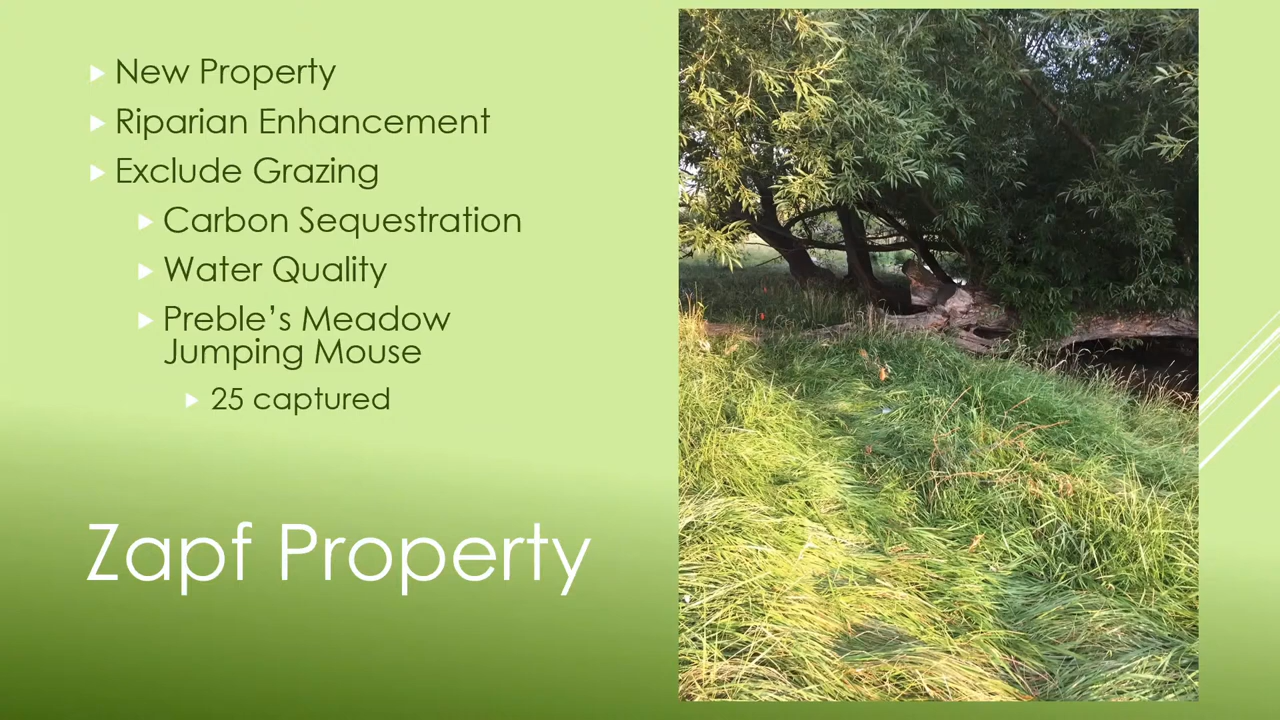 New Property
Riparian Enhancement
Exclude Grazing
Carbon Sequestration
Water Quality
Preble's Meadow
Jumping Mouse
25 captured
Zapf Property